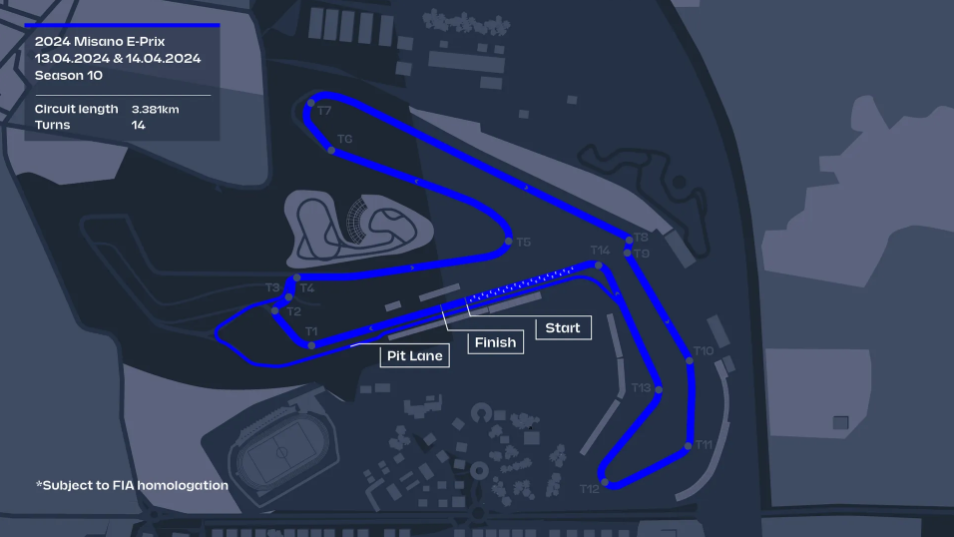 2024 Misano E-Prix
13.04.2024 & 14.04.2024
Season 10
Circuit length 3.381km
Turns 14
T7
T6
T8
T5
T9
T14
T3 T4
T2
T1
Start
Finish
Pit Lane
T10
T13
T11
T12
*Subject to FIA homologation